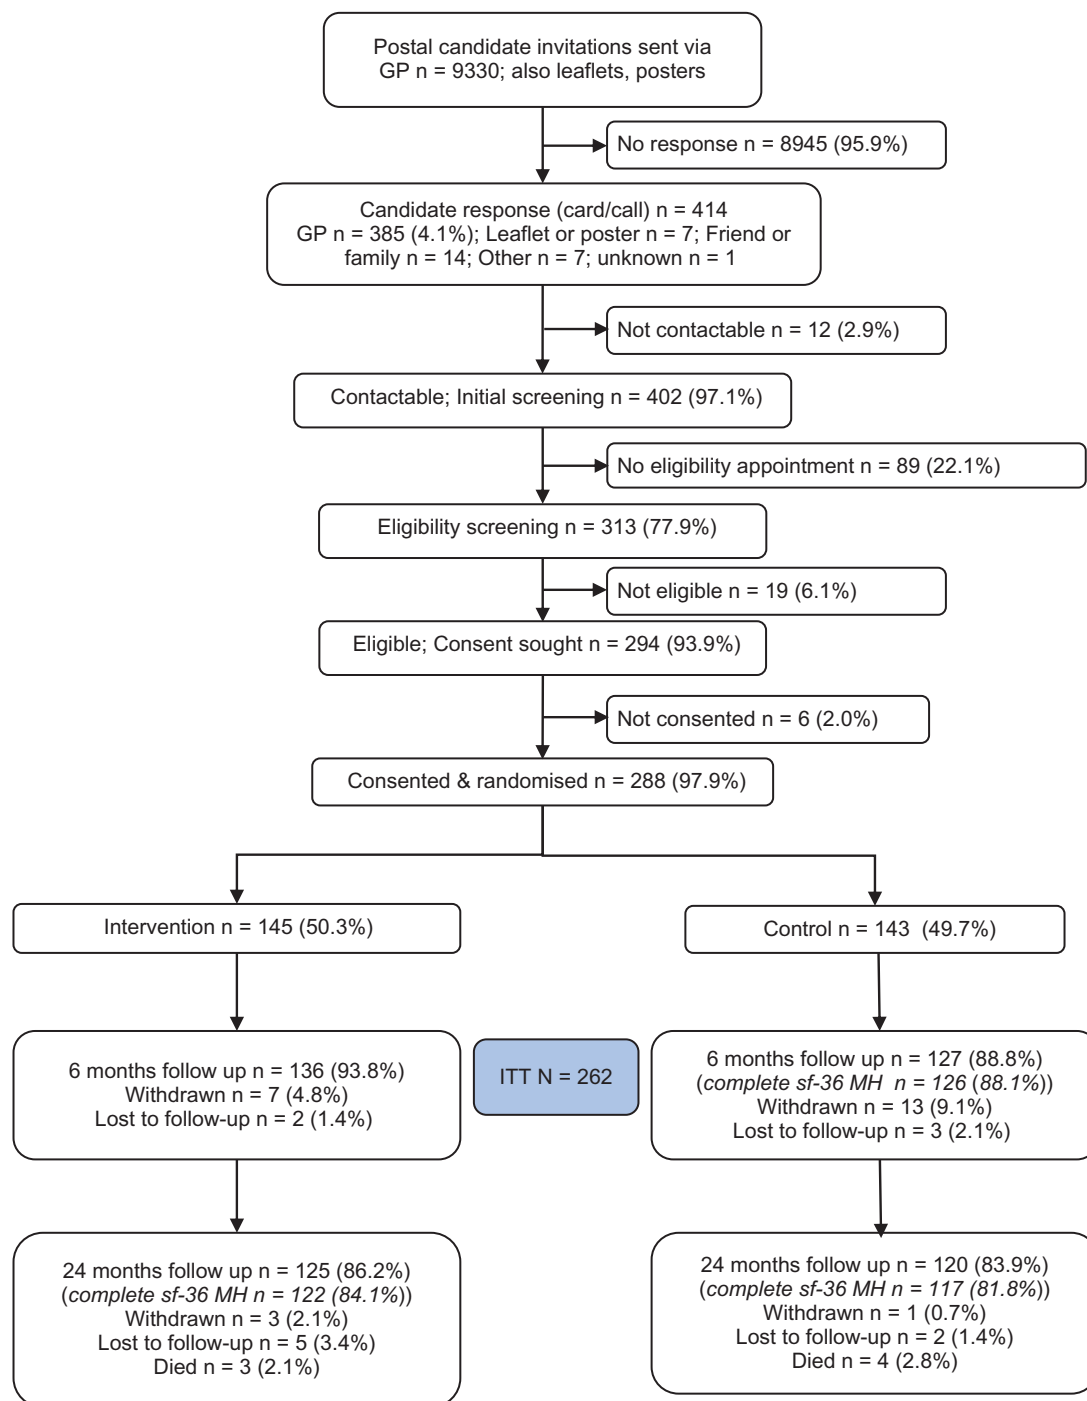 Postal candidate invitations sent via
GP n = 9330; also leaflets, posters
No response n = 8945 (95.9%)
Candidate response (card/call) n = 414
GP n = 385 (4.1%); Leaflet or poster n = 7; Friend or
family n = 14; Other n = 7; unknown n = 1
Not contactable n = 12 (2.9%)
Contactable; Initial screening n = 402 (97.1%)
No eligibility appointment n = 89 (22.1%)
Eligibility screening n = 313 (77.9%)
Not eligible n = 19 (6.1%)
Eligible; Consent sought n = 294 (93.9%)
Not consented n = 6 (2.0%)
Consented & randomised n = 288 (97.9%)
Intervention n = 145 (50.3%)
Control n = 143 (49.7%)
6 months follow up n = 136 (93.8%)
Withdrawn n = 7 (4.8%)
Lost to follow-up n = 2 (1.4%)
ITT N = 262
6 months follow up n = 127 (88.8%)
(complete sf-36 MH n = 126 (88.1%))
Withdrawn n = 13 (9.1%)
Lost to follow-up n = 3 (2.1%)
24 months follow up n = 125 (86.2%)
(complete sf-36 MH n = 122 (84.1%))
Withdrawn n = 3 (2.1%)
Lost to follow-up n = 5 (3.4%)
Died n = 3 (2.1%)
24 months follow up n = 120 (83.9%)
(complete sf-36 MH n = 117 (81.8%))
Withdrawn n = 1 (0.7%)
Lost to follow-up n = 2 (1.4%)
Died n = 4 (2.8%)